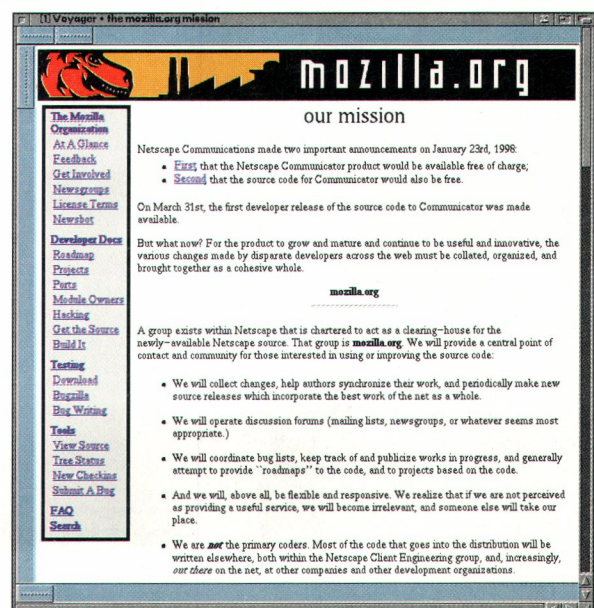 [1] Voyager • the mozilla.org mission
mozilla.org
The Mozilla
Organization
At A Glance
Feedback
Get Involved
Newsgroups
License Terms
Newsbot
Developer Docs
Roadmap
Projects
Ports
Module Owners
Hacking
Get the Source
Build It
Testing
Download
Bugzilla
Bug Writing
Tools
View Source
Tree Status
New Checkins
Submit A Bug
FAQ
Search
our mission
Netscape Communications made two important announcements on January 23rd, 1998:
• First, that the Netscape Communicator product would be available free of charge;
• Second, that the source code for Communicator would also be free.
On March 31st, the first developer release of the source code to Communicator was made
available.
But what now? For the product to grow and mature and continue to be useful and innovative, the
various changes made by disparate developers across the web must be collated, organized, and
brought together as a cohesive whole.
mozilla.org
A group exists within Netscape that is chartered to act as a clearing-house for the
newly-available Netscape source. That group is mozilla.org. We will provide a central point of
contact and community for those interested in using or improving the source code:
• We will collect changes, help authors synchronize their work, and periodically make new
source releases which incorporate the best work of the net as a whole.
• We will operate discussion forums (mailing lists, newsgroups, or whatever seems most
appropriate.)
• We will coordinate bug lists, keep track of and publicize works in progress, and generally
attempt to provide ``roadmaps'' to the code, and to projects based on the code.
• And we will, above all, be flexible and responsive. We realize that if we are not perceived
as providing a useful service, we will become irrelevant, and someone else will take our
place.
• We are not the primary coders. Most of the code that goes into the distribution will be
written elsewhere, both within the Netscape Client Engineering group, and, increasingly,
out there on the net, at other companies and other development organizations.